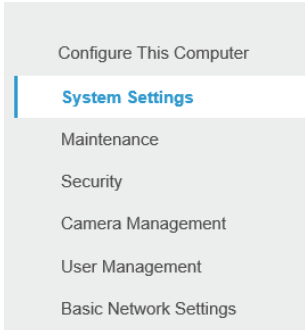 Configure This Computer
System Settings
Maintenance
Security
Camera Management
User Management
Basic Network Settings